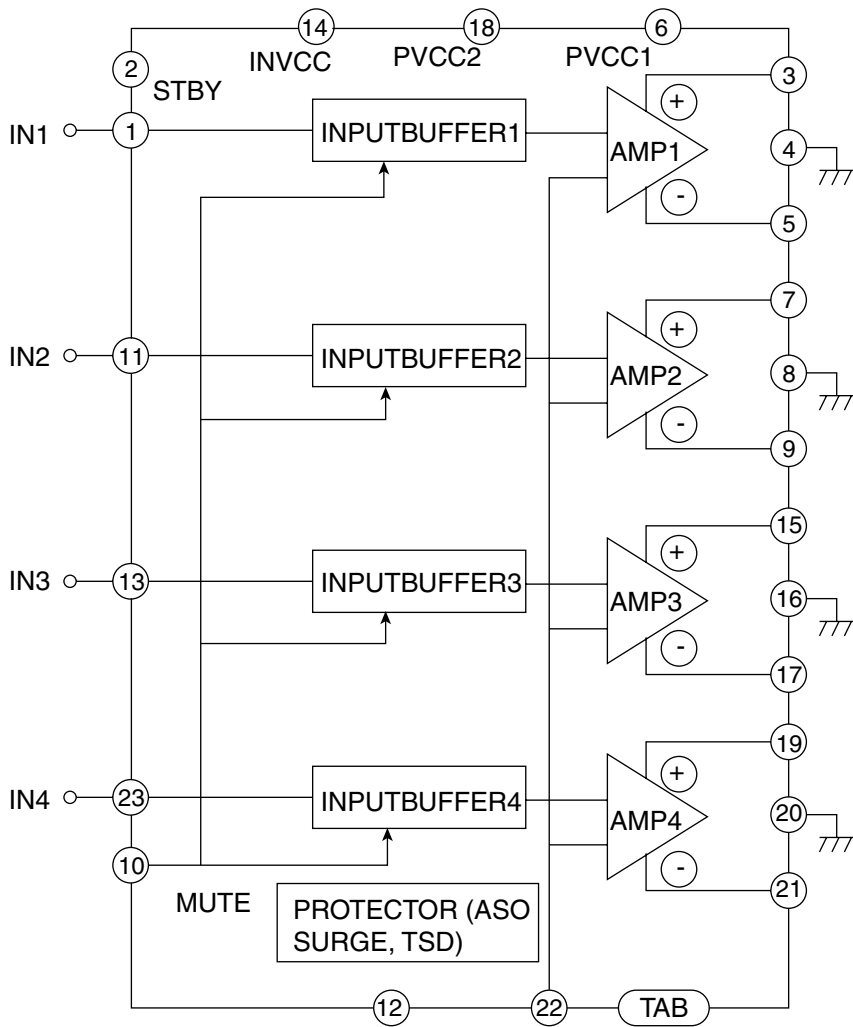 14
18
6
2
INVCC
PVCC2
PVCC1
STBY
3
+
IN1
1
INPUTBUFFER1
AMP1
4
-
5
7
+
IN2
11
INPUTBUFFER2
AMP2
8
-
9
15
+
IN3
13
INPUTBUFFER3
AMP3
16
-
17
19
+
IN4
23
INPUTBUFFER4
AMP4
20
10
-
21
MUTE
PROTECTOR (ASO
SURGE, TSD)
12
22
TAB